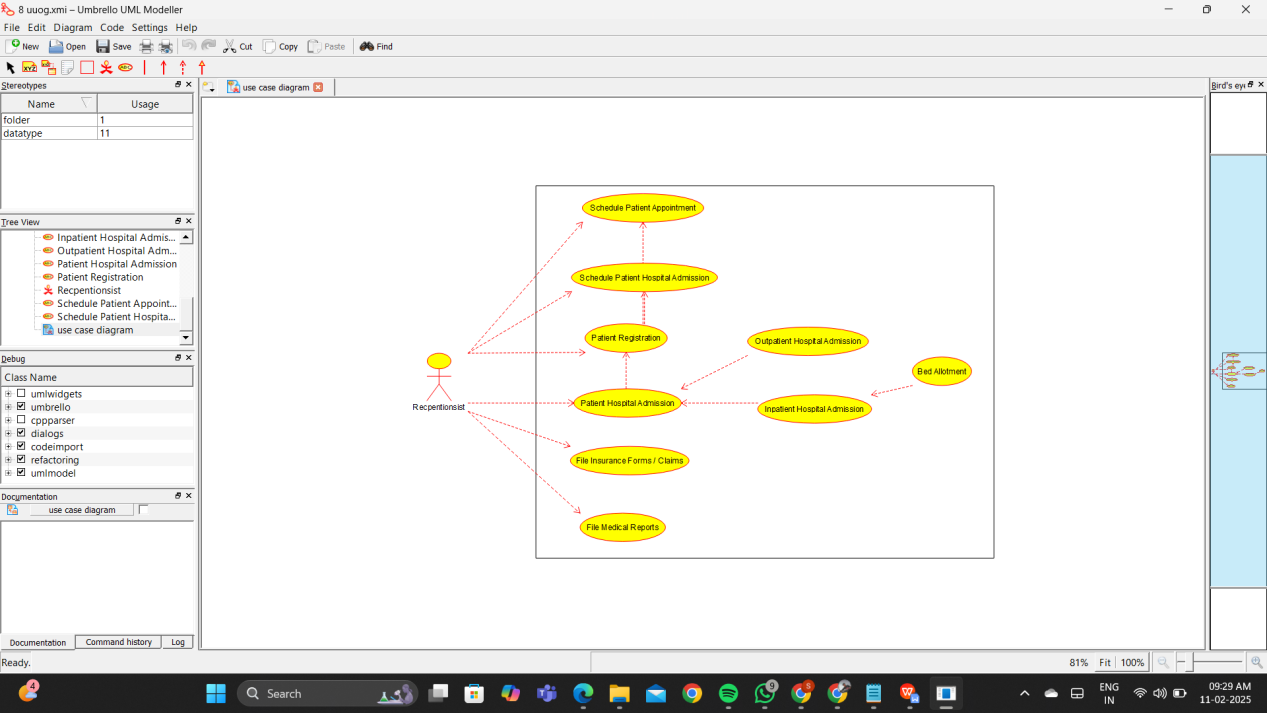 8 uuog.xmi – Umbrello UML Modeller
File Edit Diagram Code Settings Help
New Open Save Cut Copy Paste Find
XYZ
Stereotypes
Name Usage
folder 1
datatype 11
Tree View
Inpatient Hospital Admis...
Outpatient Hospital Adm...
Patient Hospital Admission
Patient Registration
Recpentionsist
Schedule Patient Appoint...
Schedule Patient Hospita...
use case diagram
Debug
Class Name
umlwidgets
umbrello
cppparser
dialogs
codeimport
refactoring
umlmodel
Documentation
use case diagram
Documentation Command history Log
Ready.
use case diagram
Schedule Patient Appointment
Schedule Patient Hospital Admission
Patient Registration
Outpatient Hospital Admission
Bed Allotment
Recpentionsist
Patient Hospital Admission
Inpatient Hospital Admission
File Insurance Forms / Claims
File Medical Reports
Bird's eye
81% Fit 100%
4
Search
9
5
ENG
IN
09:29 AM
11-02-2025